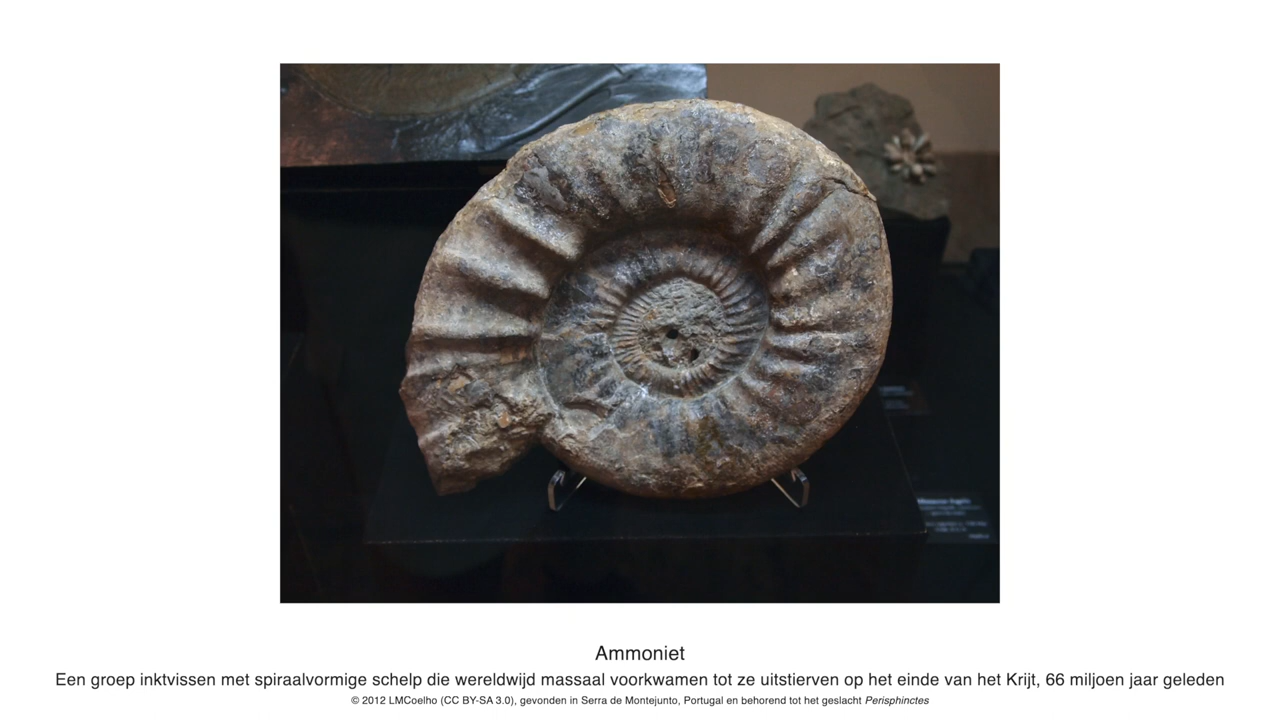 Ammoniet
Een groep inktvissen met spiraalvormige schelp die wereldwijd massaal voorkwamen tot ze uitstierven op het einde van het Krijt, 66 miljoen jaar geleden
© 2012 LMCoelho (CC BY-SA 3.0), gevonden in Serra de Montejunto, Portugal en behorend tot het geslacht Perisphinctes